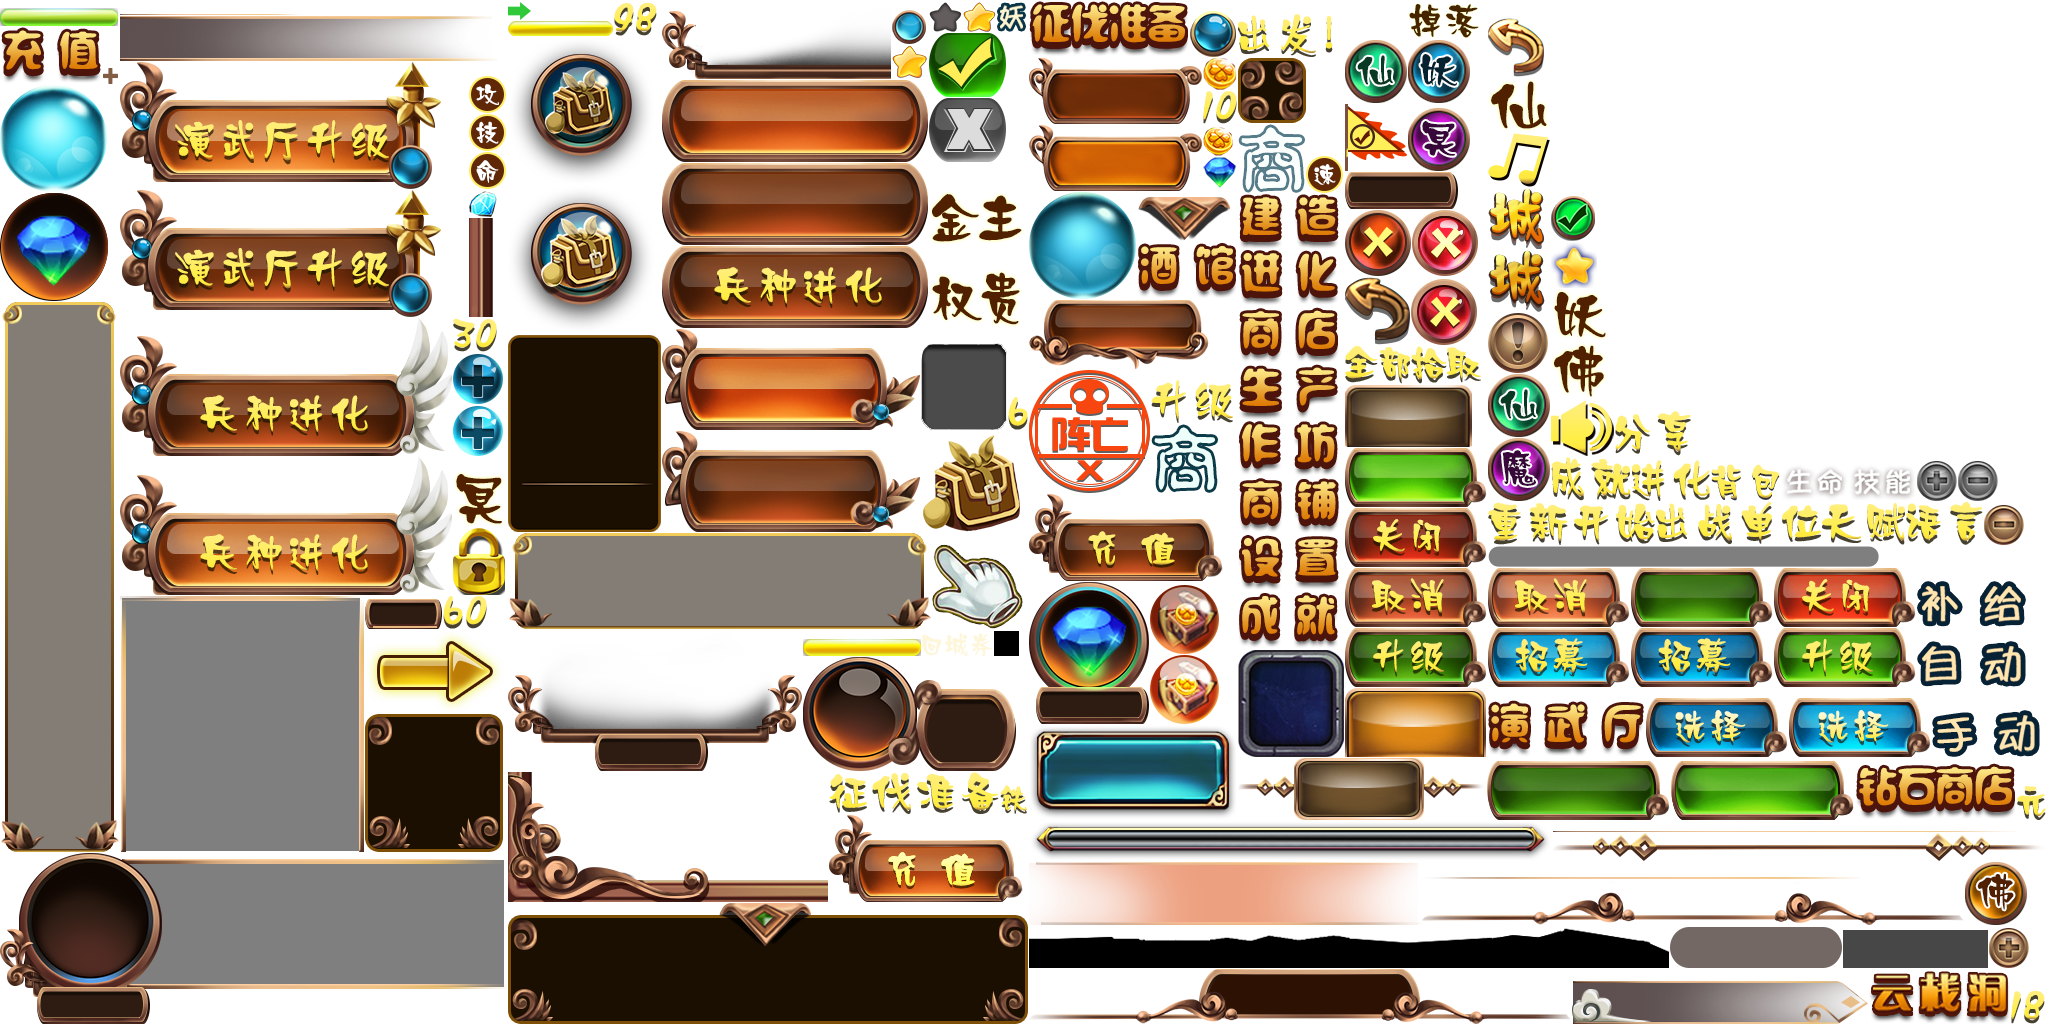 充值
演武厅升级
演武厅升级
兵种进化
兵种进化
攻
技
命
30
冥
60
98
妖
兵种进化
金主
权贵
6
征伐准备
出发!
10
商
速
酒馆
建造
进化
商店
生产
作坊
商铺
设置
成就
升级
商
阵亡
充值
征伐准备
铁
充值
掉落
仙
妖
冥
全部拾取
关闭
取消
升级
仙
城
城
妖
佛
仙
魔
分享
成就进化背包
生命技能
重新开始出战单位天赋语言
取消
关闭
补给
招募
招募
升级
自动
演武厅
选择
选择
手动
钻石商店
元
佛
云栈洞
18